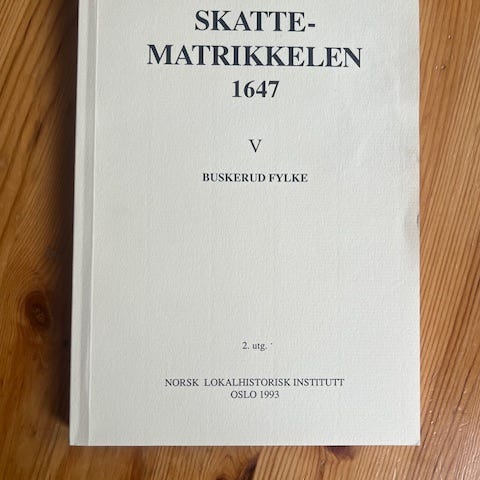 SKATTE-
MATRIKKELEN
1647
V
BUSKERUD FYLKE
2. utg.
NORSK LOKALHISTORISK INSTITUTT
OSLO 1993